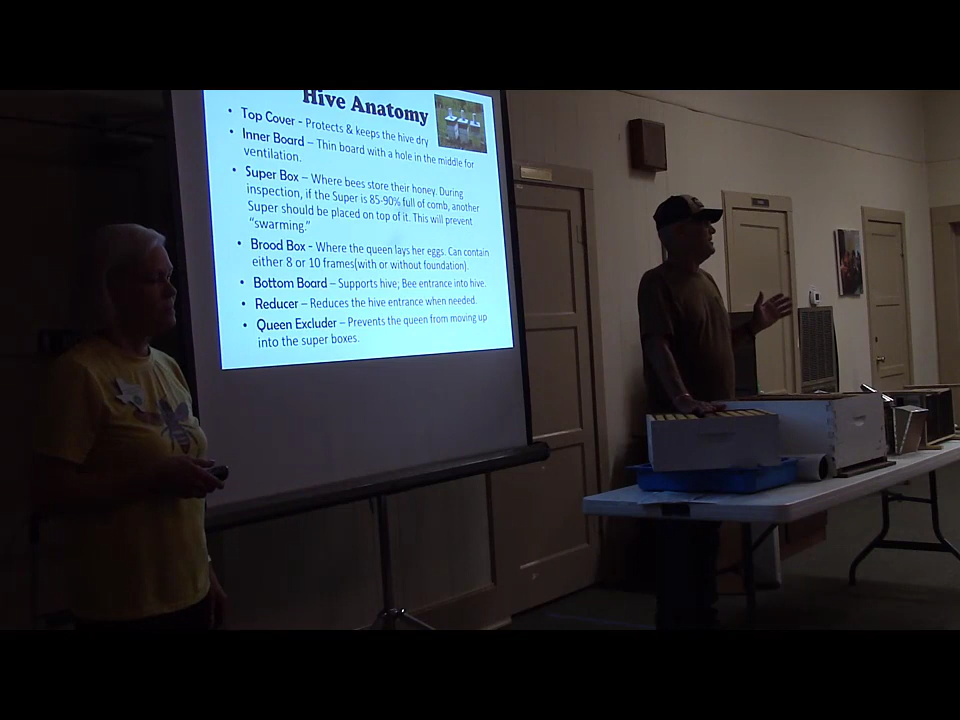 Hive Anatomy
• Top Cover - Protects & keeps the hive dry
• Inner Board – Thin board with a hole in the middle for
ventilation.
• Super Box – Where bees store their honey. During
inspection, if the Super is 85-90% full of comb, another
Super should be placed on top of it. This will prevent
"swarming."
• Brood Box - Where the queen lays her eggs. Can contain
either 8 or 10 frames(with or without foundation).
• Bottom Board – Supports hive; Bee entrance into hive.
• Reducer – Reduces the hive entrance when needed.
• Queen Excluder – Prevents the queen from moving up
into the super boxes.